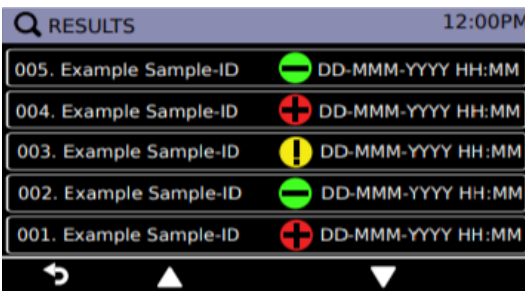 RESULTS 12:00PM
005. Example Sample-ID DD-MMM-YYYY HH:MM
004. Example Sample-ID DD-MMM-YYYY HH:MM
003. Example Sample-ID ! DD-MMM-YYYY HH:MM
002. Example Sample-ID DD-MMM-YYYY HH:MM
001. Example Sample-ID DD-MMM-YYYY HH:MM